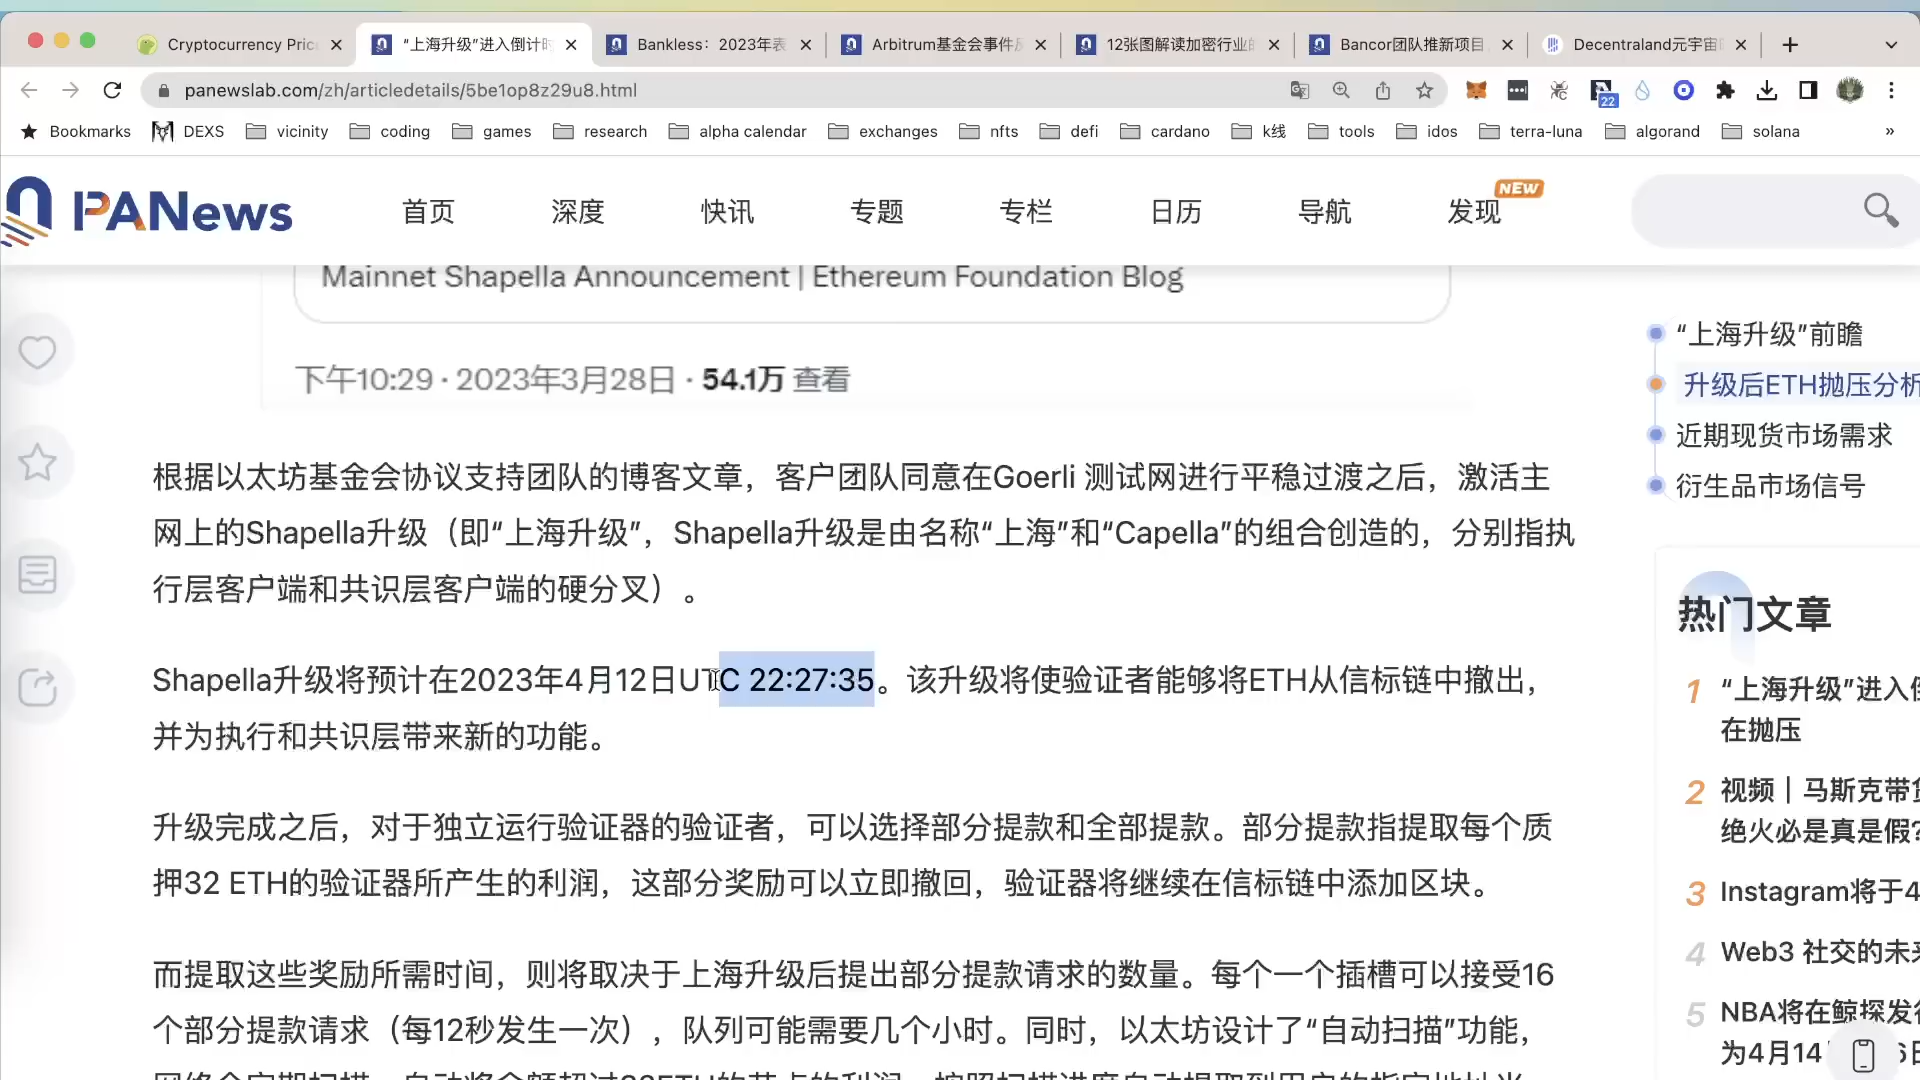 Cryptocurrency Pric
“上海升级”进入倒计时
Bankless：2023年表
Arbitrum基金会事件
12张图解读加密行业
Bancor团队推新项目
Decentraland元宇宙
panewslab.com/zh/articledetails/5be1op8z29u8.html
22
Bookmarks
DEXS
vicinity
coding
games
research
alpha calendar
exchanges
nfts
defi
cardano
k线
tools
idos
terra-luna
algorand
solana
»
PANews
首页
深度
快讯
专题
专栏
日历
导航
发现
NEW
Mainnet Shapella Announcement | Ethereum Foundation Blog
下午10:29 · 2023年3月28日 · 54.1万 查看
根据以太坊基金会协议支持团队的博客文章，客户团队同意在Goerli 测试网进行平稳过渡之后，激活主
网上的Shapella升级（即“上海升级”，Shapella升级是由名称“上海”和“Capella”的组合创造的，分别指执
行层客户端和共识层客户端的硬分叉）。
Shapella升级将预计在2023年4月12日UTC 22:27:35。该升级将使验证者能够将ETH从信标链中撤出，
并为执行和共识层带来新的功能。
升级完成之后，对于独立运行验证器的验证者，可以选择部分提款和全部提款。部分提款指提取每个质
押32 ETH的验证器所产生的利润，这部分奖励可以立即撤回，验证器将继续在信标链中添加区块。
而提取这些奖励所需时间，则将取决于上海升级后提出部分提款请求的数量。每个一个插槽可以接受16
个部分提款请求（每12秒发生一次），队列可能需要几个小时。同时，以太坊设计了“自动扫描”功能，
“上海升级”前瞻
升级后ETH抛压分析
近期现货市场需求
衍生品市场信号
热门文章
1 “上海升级”进入倒
在抛压
2 视频｜马斯克带货
绝火必是真是假？
3 Instagram将于4
4 Web3 社交的未来
5 NBA将在鲸探发行
为4月14